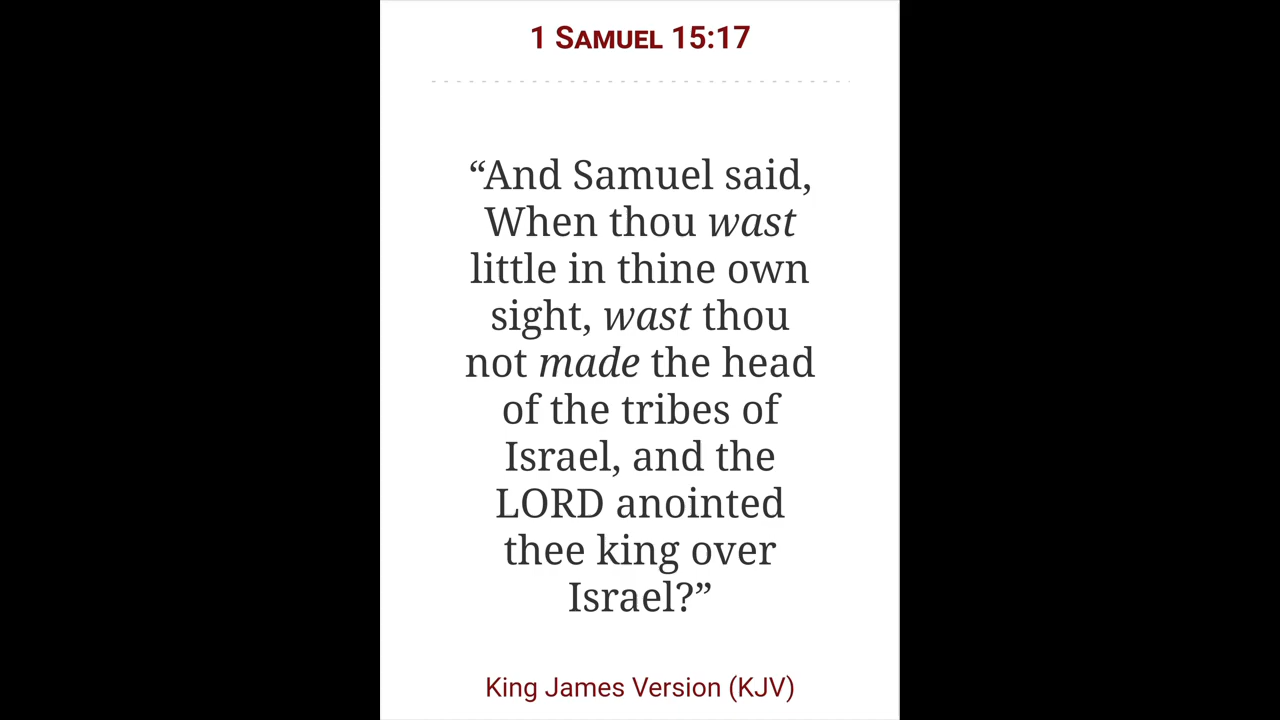 1 Samuel 15:17
“And Samuel said,
When thou wast
little in thine own
sight, wast thou
not made the head
of the tribes of
Israel, and the
LORD anointed
thee king over
Israel?”
King James Version (KJV)